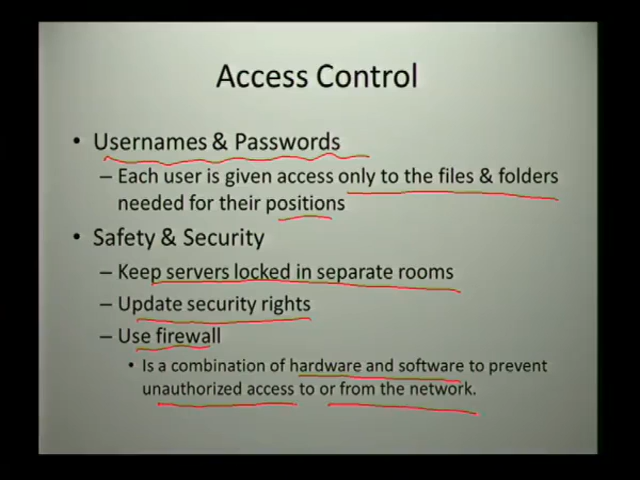 Access Control
• Usernames & Passwords
– Each user is given access only to the files & folders
needed for their positions
• Safety & Security
– Keep servers locked in separate rooms
– Update security rights
– Use firewall
• Is a combination of hardware and software to prevent
unauthorized access to or from the network.